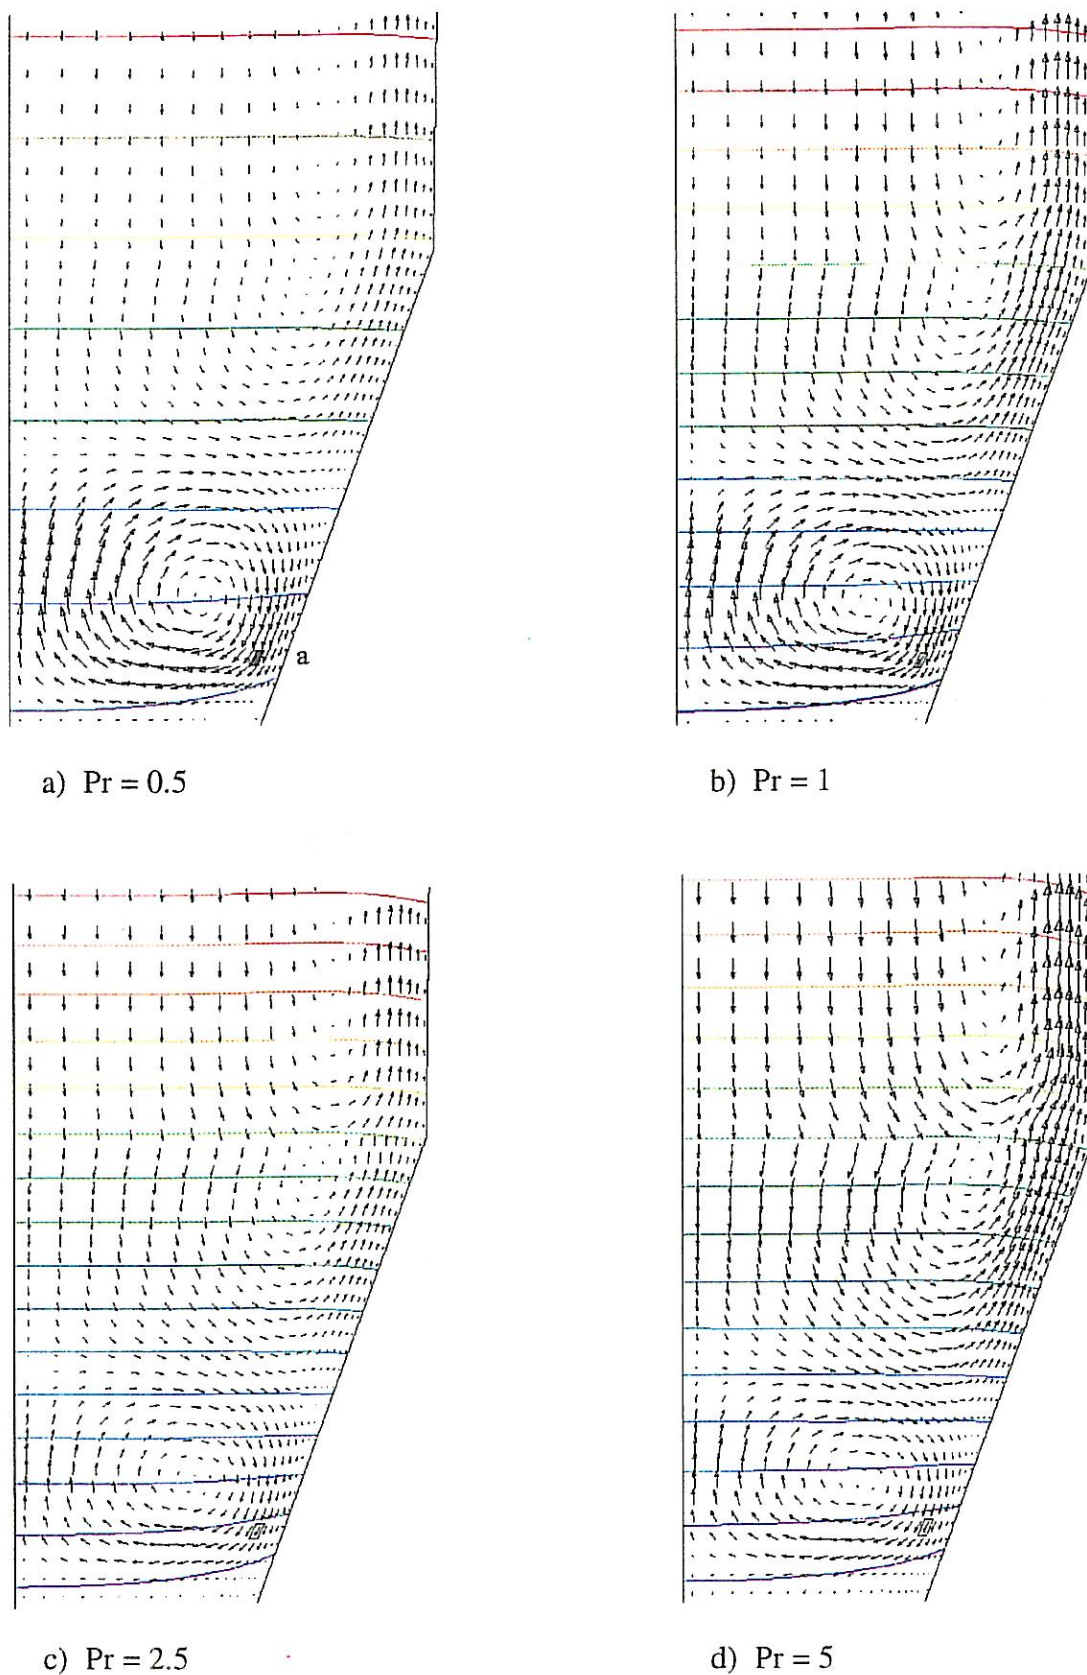 a
a) Pr = 0.5
b) Pr = 1
c) Pr = 2.5
d) Pr = 5